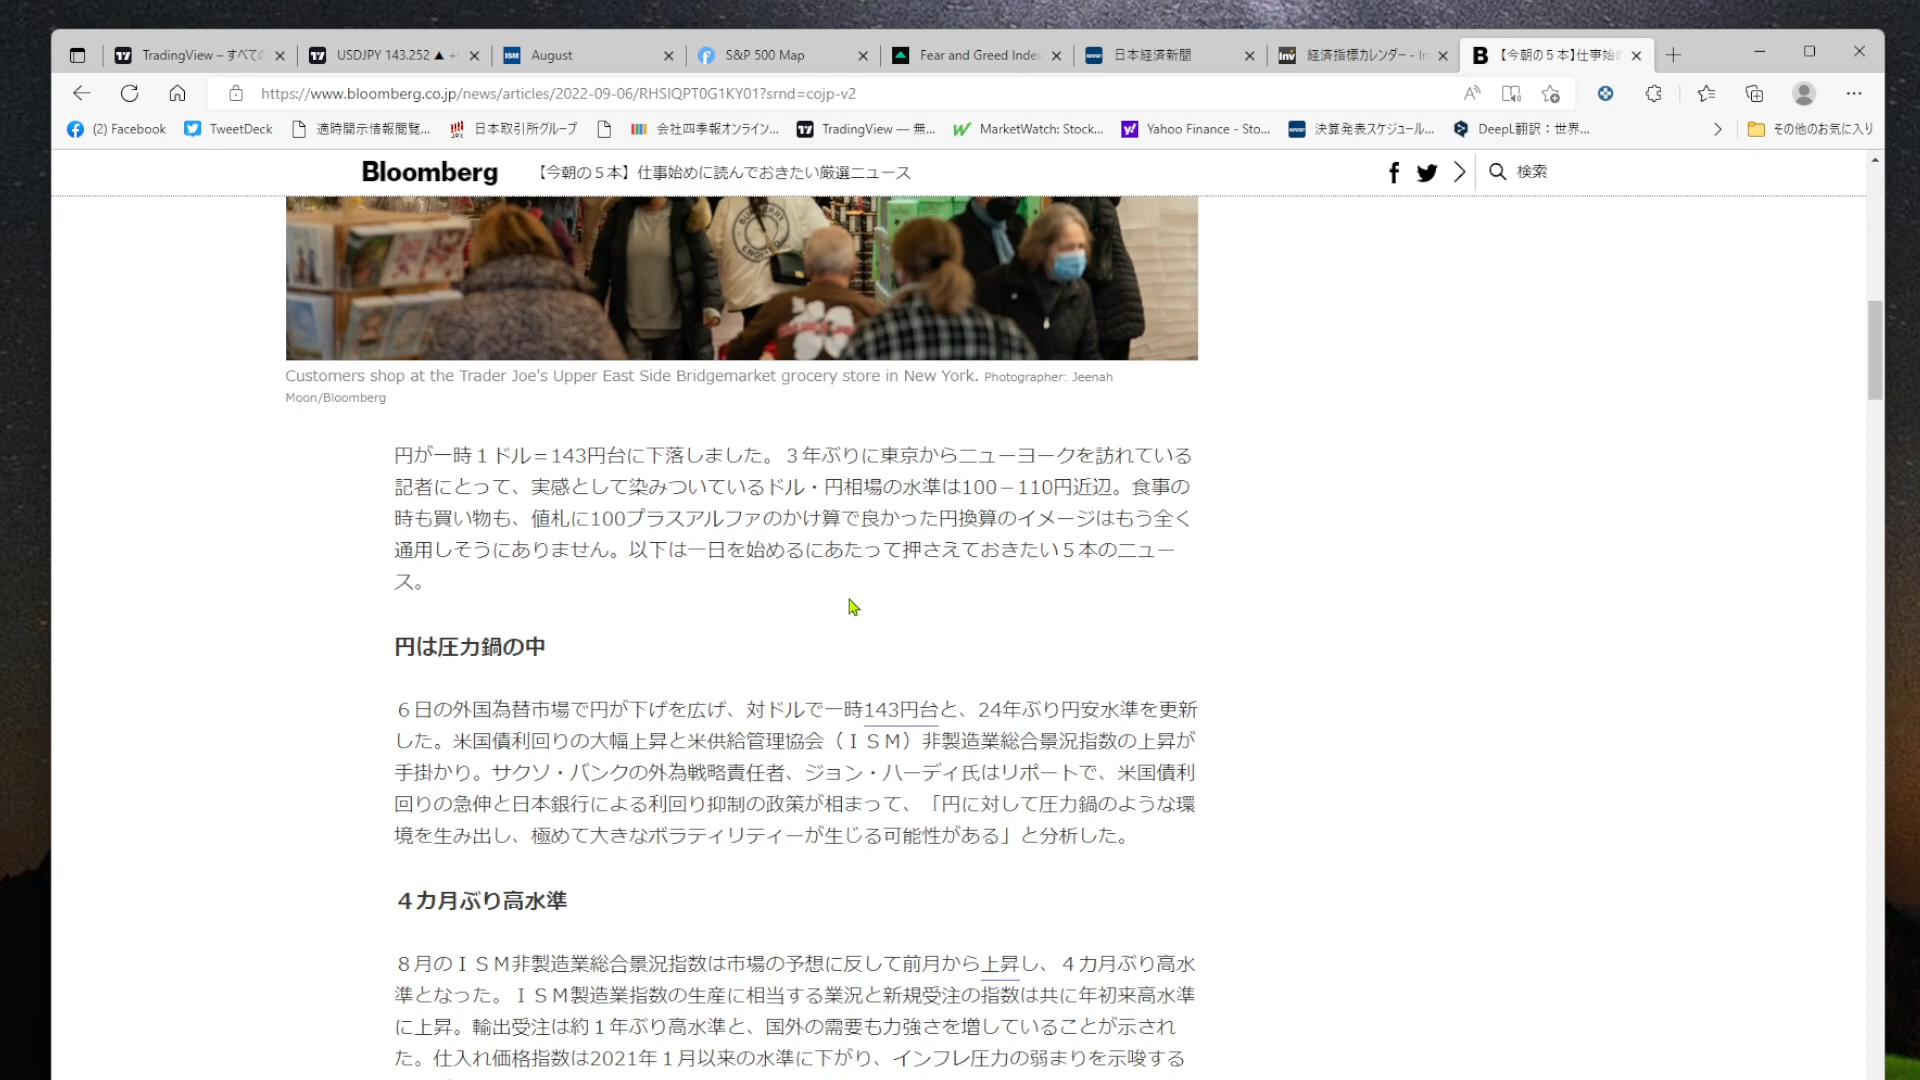 TradingView – すべての
USDJPY 143.252 ▲ +
ISM
August
S&P 500 Map
Fear and Greed Index
日本経済新聞
Inv
経済指標カレンダー - In
B
【今朝の５本】仕事始め
https://www.bloomberg.co.jp/news/articles/2022-09-06/RHSIQPT0G1KY01?srnd=cojp-v2
(2) Facebook
TweetDeck
適時開示情報閲覧...
JPX
日本取引所グループ
会社四季報オンライン...
TradingView — 無...
MarketWatch: Stock...
Yahoo Finance - Sto...
決算発表スケジュール...
DeepL翻訳：世界...
その他のお気に入り
Bloomberg
【今朝の５本】仕事始めに読んでおきたい厳選ニュース
検索
Customers shop at the Trader Joe's Upper East Side Bridgemarket grocery store in New York. Photographer: Jeenah
Moon/Bloomberg
円が一時１ドル＝143円台に下落しました。３年ぶりに東京からニューヨークを訪れている
記者にとって、実感として染みついているドル・円相場の水準は100－110円近辺。食事の
時も買い物も、値札に100プラスアルファのかけ算で良かった円換算のイメージはもう全く
通用しそうにありません。以下は一日を始めるにあたって押さえておきたい５本のニュー
ス。
円は圧力鍋の中
６日の外国為替市場で円が下げを広げ、対ドルで一時143円台と、24年ぶり円安水準を更新
した。米国債利回りの大幅上昇と米供給管理協会（ＩＳＭ）非製造業総合景況指数の上昇が
手掛かり。サクソ・バンクの外為戦略責任者、ジョン・ハーディ氏はリポートで、米国債利
回りの急伸と日本銀行による利回り抑制の政策が相まって、「円に対して圧力鍋のような環
境を生み出し、極めて大きなボラティリティーが生じる可能性がある」と分析した。
４カ月ぶり高水準
８月のＩＳＭ非製造業総合景況指数は市場の予想に反して前月から上昇し、４カ月ぶり高水
準となった。ＩＳＭ製造業指数の生産に相当する業況と新規受注の指数は共に年初来高水準
に上昇。輸出受注は約１年ぶり高水準と、国外の需要も力強さを増していることが示され
た。仕入れ価格指数は2021年１月以来の水準に下がり、インフレ圧力の弱まりを示唆する